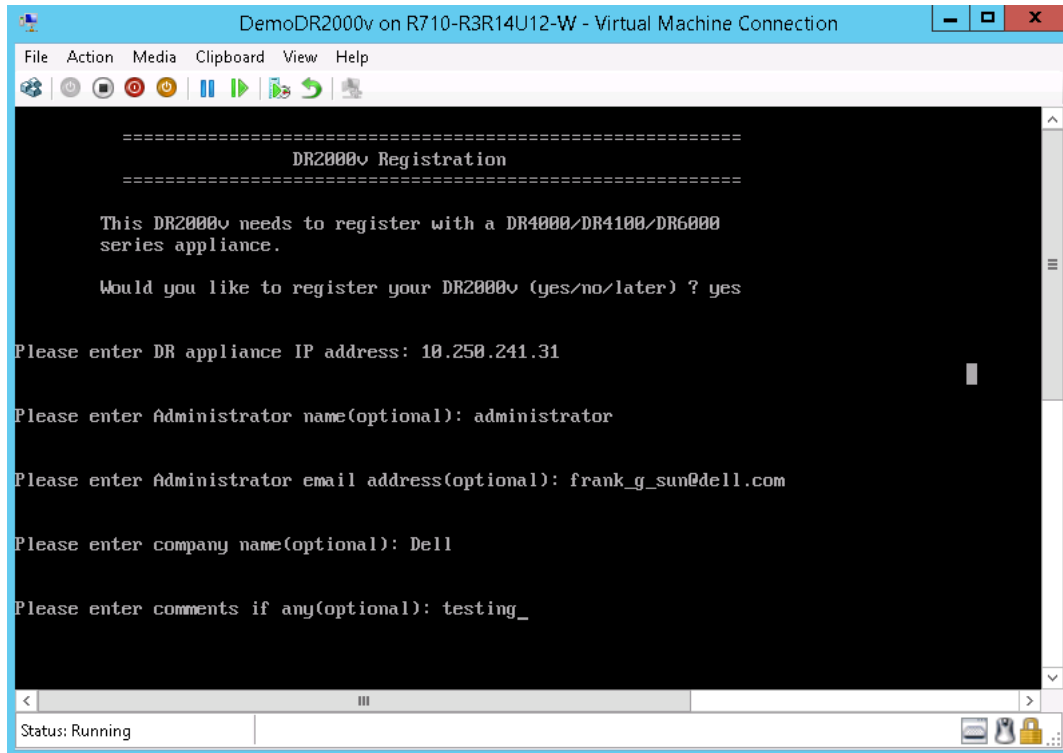 DemoDR2000v on R710-R3R14U12-W - Virtual Machine Connection
File Action Media Clipboard View Help
=========================================================
DR2000v Registration
=========================================================
This DR2000v needs to register with a DR4000/DR4100/DR6000
series appliance.
Would you like to register your DR2000v (yes/no/later) ? yes
Please enter DR appliance IP address: 10.250.241.31
Please enter Administrator name(optional): administrator
Please enter Administrator email address(optional): frank_g_sun@dell.com
Please enter company name(optional): Dell
Please enter comments if any(optional): testing_
Status: Running